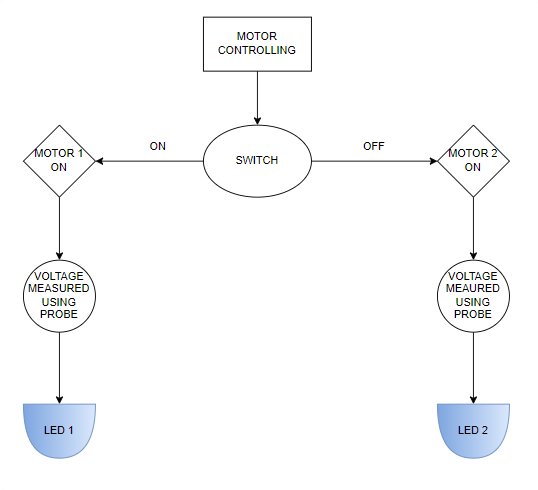 MOTOR
CONTROLLING
SWITCH
ON
OFF
MOTOR 1
ON
MOTOR 2
ON
VOLTAGE
MEASURED
USING
PROBE
VOLTAGE
MEAURED
USING
PROBE
LED 1
LED 2